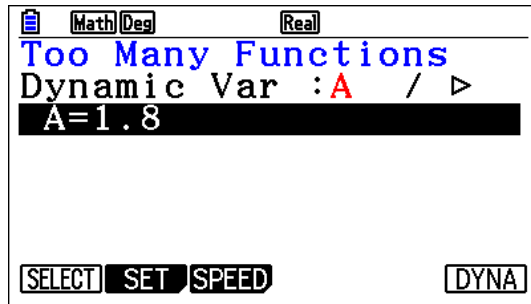 Math Deg Real
Too Many Functions
Dynamic Var :A / ▷
A=1.8
SELECT SET SPEED DYNA